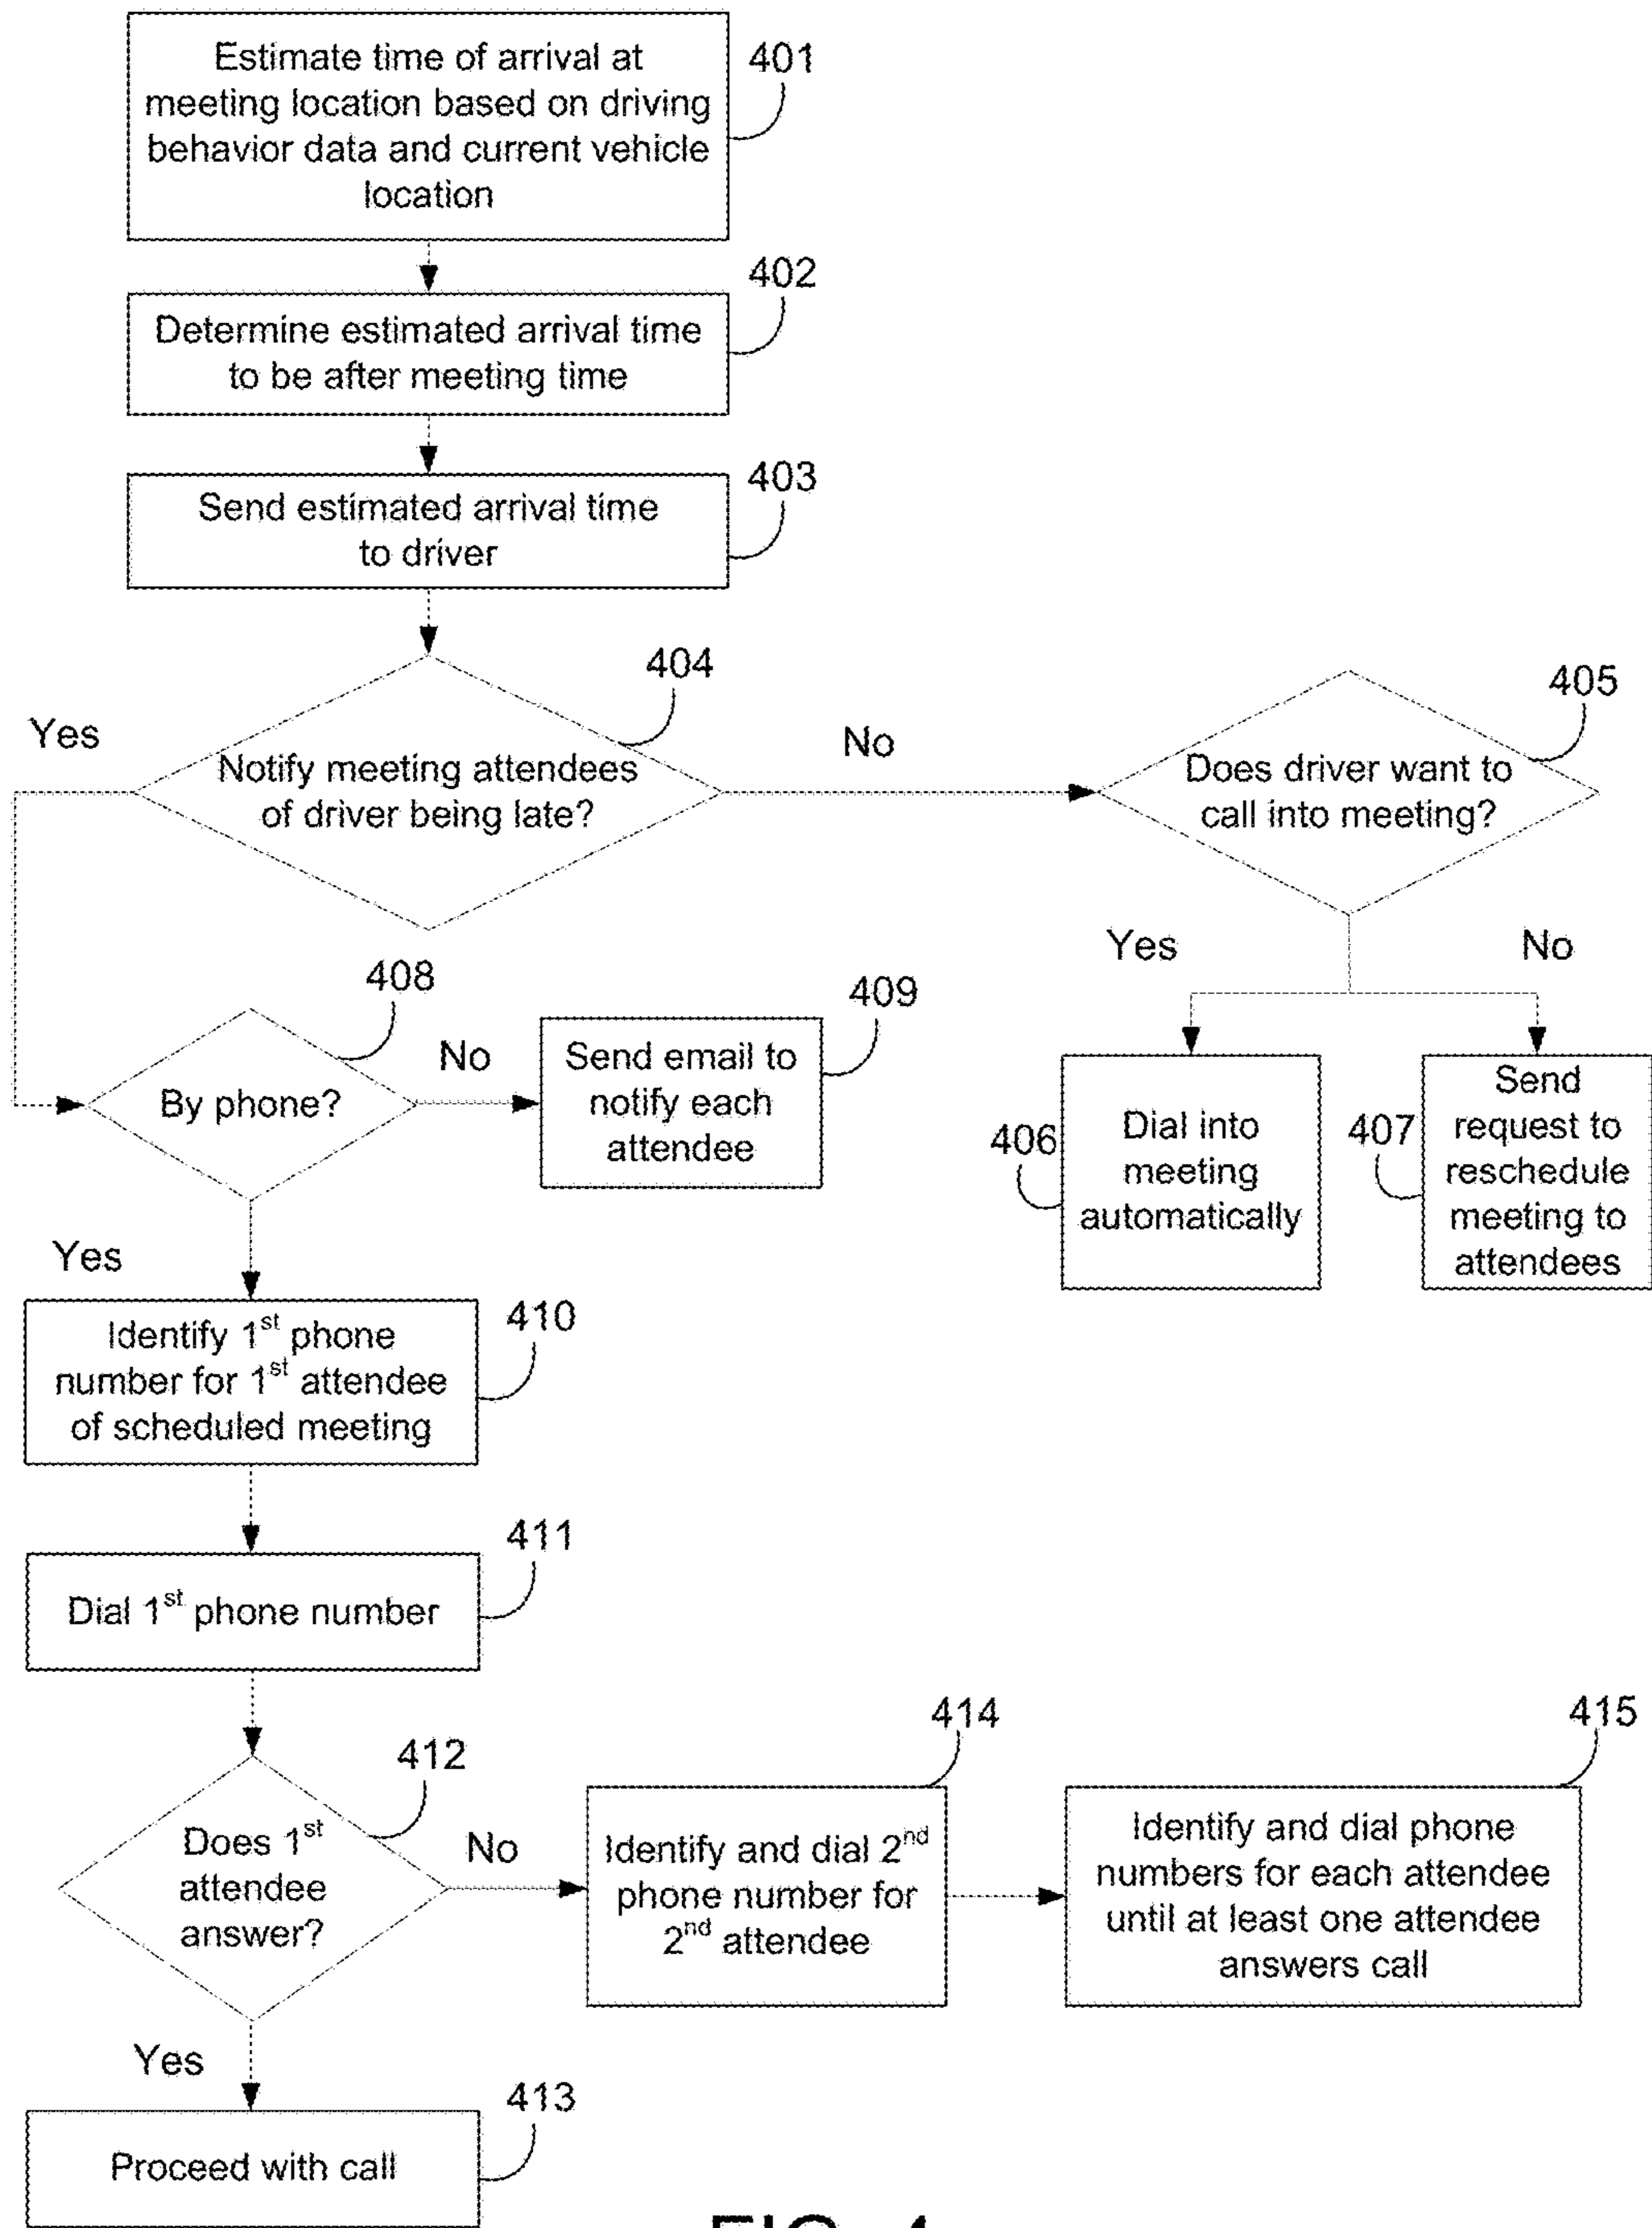 Estimate time of arrival at
meeting location based on driving
behavior data and current vehicle
location
401
Determine estimated arrival time
to be after meeting time
402
Send estimated arrival time
to driver
403
Notify meeting attendees
of driver being late?
404
Yes
No
Does driver want to
call into meeting?
405
Yes
No
Dial into
meeting
automatically
406
Send
request to
reschedule
meeting to
attendees
407
By phone?
408
No
Send email to
notify each
attendee
409
Yes
Identify 1st phone
number for 1st attendee
of scheduled meeting
410
Dial 1st phone number
411
Does 1st
attendee
answer?
412
No
Identify and dial 2nd
phone number for
2nd attendee
414
Identify and dial phone
numbers for each attendee
until at least one attendee
answers call
415
Yes
Proceed with call
413
FIG. 4